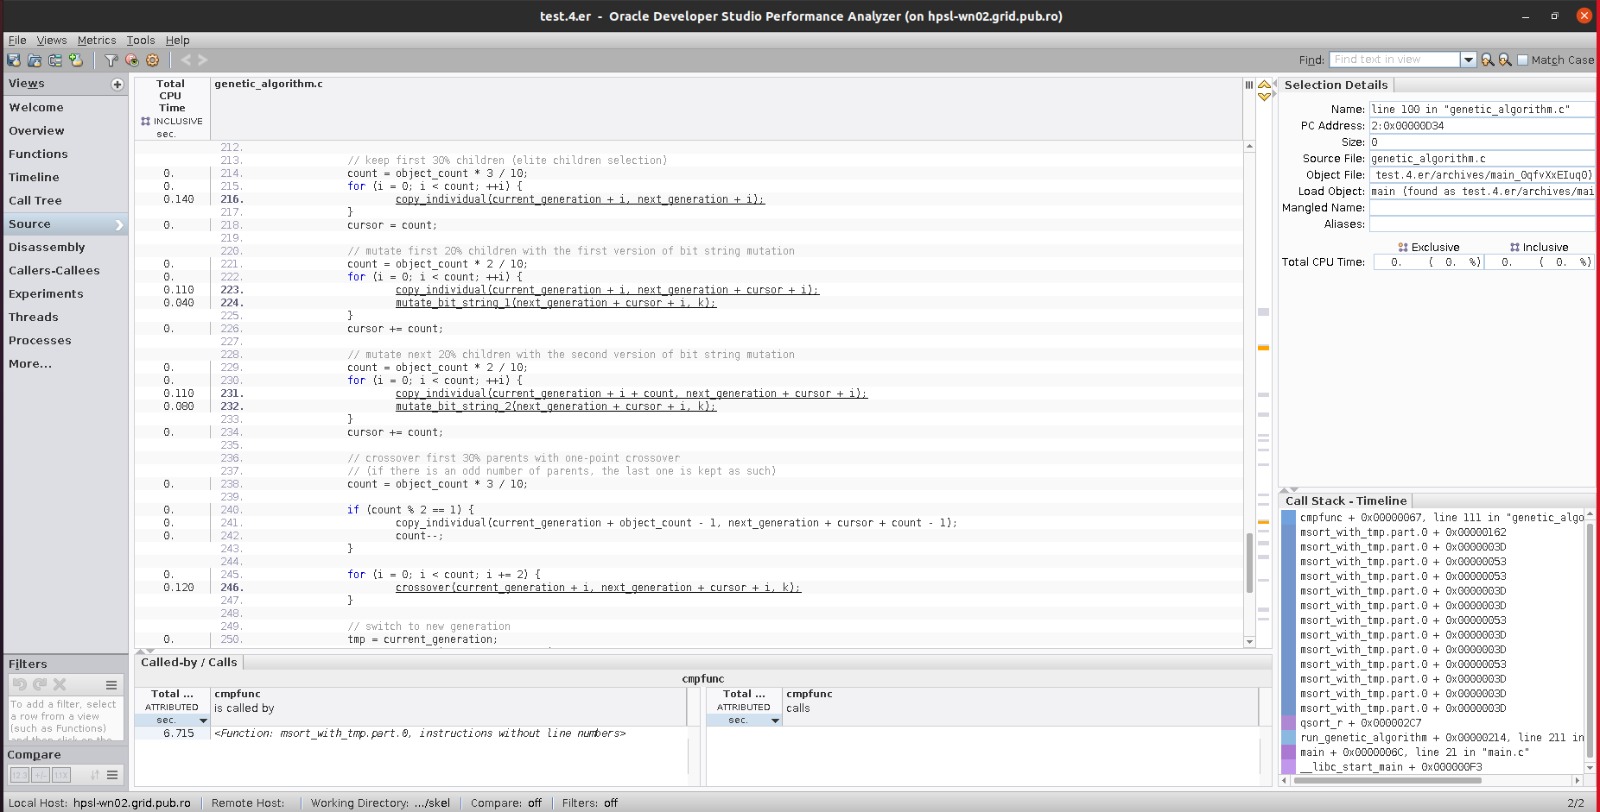 test.4.er - Oracle Developer Studio Performance Analyzer (on hpsl-wn02.grid.pub.ro)
File Views Metrics Tools Help
Find: Find text in view Match Case
Views
Welcome
Overview
Functions
Timeline
Call Tree
Source
Disassembly
Callers-Callees
Experiments
Threads
Processes
More...
Filters
To add a filter, select
a row from a view
(such as Functions)
Compare
Total
CPU
Time
INCLUSIVE
sec.
genetic_algorithm.c
212.
213. // keep first 30% children (elite children selection)
0. 214. count = object_count * 3 / 10;
0. 215. for (i = 0; i < count; ++i) {
0.140 216. copy_individual(current_generation + i, next_generation + i);
217. }
0. 218. cursor = count;
219.
220. // mutate first 20% children with the first version of bit string mutation
0. 221. count = object_count * 2 / 10;
0. 222. for (i = 0; i < count; ++i) {
0.110 223. copy_individual(current_generation + i, next_generation + cursor + i);
0.040 224. mutate_bit_string_1(next_generation + cursor + i, k);
225. }
0. 226. cursor += count;
227.
228. // mutate next 20% children with the second version of bit string mutation
0. 229. count = object_count * 2 / 10;
0. 230. for (i = 0; i < count; ++i) {
0.110 231. copy_individual(current_generation + i + count, next_generation + cursor + i);
0.080 232. mutate_bit_string_2(next_generation + cursor + i, k);
233. }
0. 234. cursor += count;
235.
236. // crossover first 30% parents with one-point crossover
237. // (if there is an odd number of parents, the last one is kept as such)
0. 238. count = object_count * 3 / 10;
239.
0. 240. if (count % 2 == 1) {
0. 241. copy_individual(current_generation + object_count - 1, next_generation + cursor + count - 1);
0. 242. count--;
243. }
244.
0. 245. for (i = 0; i < count; i += 2) {
0.120 246. crossover(current_generation + i, next_generation + cursor + i, k);
247. }
248.
249. // switch to new generation
0. 250. tmp = current_generation;
Called-by / Calls
cmpfunc
Total ...
ATTRIBUTED
sec.
cmpfunc
is called by
6.715 <Function: msort_with_tmp.part.0, instructions without line numbers>
Total ...
ATTRIBUTED
sec.
cmpfunc
calls
Selection Details
Name: line 100 in "genetic_algorithm.c"
PC Address: 2:0x00000D34
Size: 0
Source File: genetic_algorithm.c
Object File: test.4.er/archives/main_0qfvXxEIuq0)
Load Object: main (found as test.4.er/archives/mai
Mangled Name:
Aliases:
Exclusive Inclusive
Total CPU Time: 0. ( 0. %) 0. ( 0. %)
Call Stack - Timeline
cmpfunc + 0x00000067, line 111 in "genetic_algo
msort_with_tmp.part.0 + 0x00000162
msort_with_tmp.part.0 + 0x0000003D
msort_with_tmp.part.0 + 0x00000053
msort_with_tmp.part.0 + 0x00000053
msort_with_tmp.part.0 + 0x0000003D
msort_with_tmp.part.0 + 0x0000003D
msort_with_tmp.part.0 + 0x00000053
msort_with_tmp.part.0 + 0x0000003D
msort_with_tmp.part.0 + 0x0000003D
msort_with_tmp.part.0 + 0x00000053
msort_with_tmp.part.0 + 0x0000003D
msort_with_tmp.part.0 + 0x0000003D
msort_with_tmp.part.0 + 0x0000003D
qsort_r + 0x000002C7
run_genetic_algorithm + 0x00000214, line 211 in
main + 0x0000006C, line 21 in "main.c"
__libc_start_main + 0x000000F3
Local Host: hpsl-wn02.grid.pub.ro Remote Host: Working Directory: .../skel Compare: off Filters: off 2/2